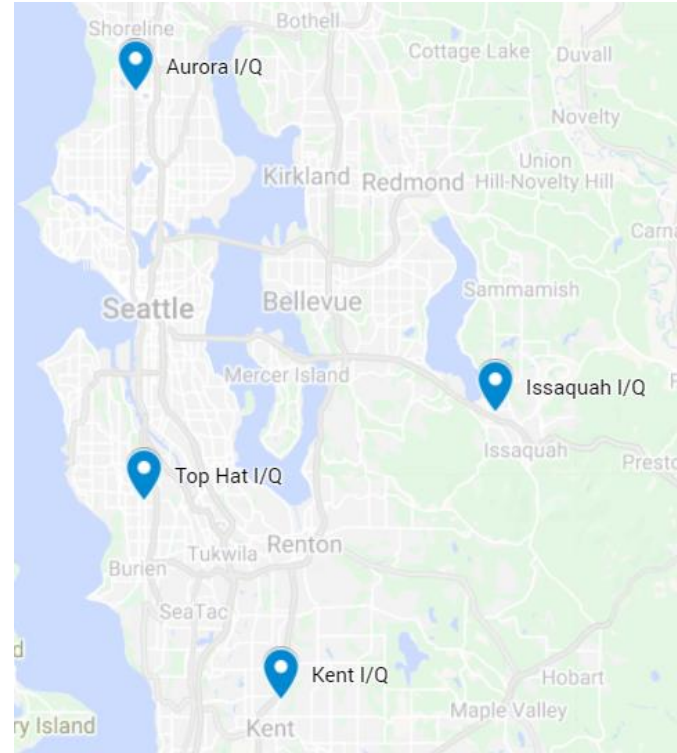 Shoreline
Bothell
Cottage Lake
Duvall
Aurora I/Q
Novelty
Union
Hill-Novelty Hill
Kirkland
Redmond
Carna
Sammamish
Seattle
Bellevue
Mercer Island
Issaquah I/Q
Issaquah
Presto
Top Hat I/Q
Tukwila
Renton
Burien
SeaTac
Kent I/Q
Hobart
Maple Valley
ry Island
Kent